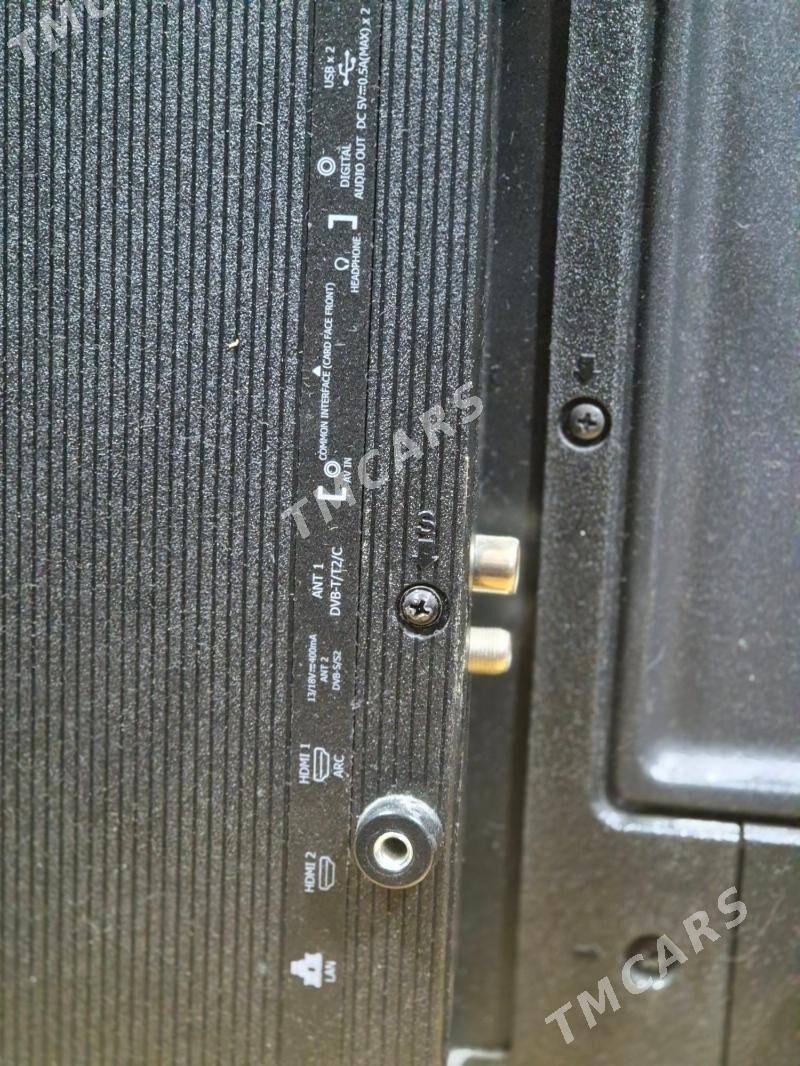 USB x 2
DC 5V⎓0.5A(MAX) x 2
DIGITAL
AUDIO OUT
HEADPHONE
COMMON INTERFACE (CARD FACE FRONT)
AV IN
ANT 1
DVB-T/T2/C
13/18V⎓400mA
ANT 2
DVB-S/S2
HDMI 1
ARC
HDMI 2
LAN
TMCARS
TMCARS
TMCARS